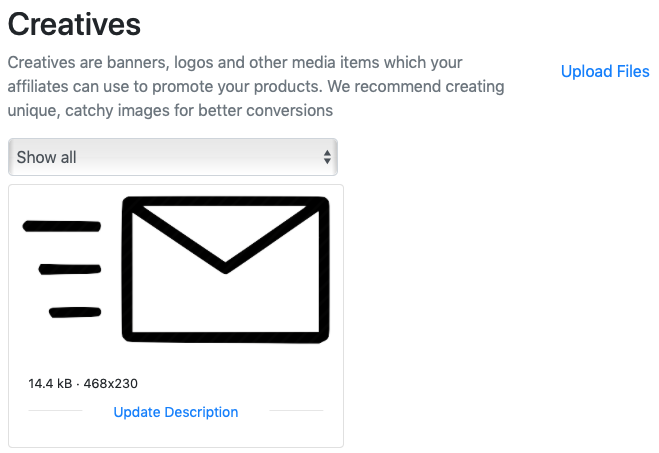 Creatives
Creatives are banners, logos and other media items which your
affiliates can use to promote your products. We recommend creating
unique, catchy images for better conversions
Upload Files
Show all
14.4 kB · 468x230
Update Description